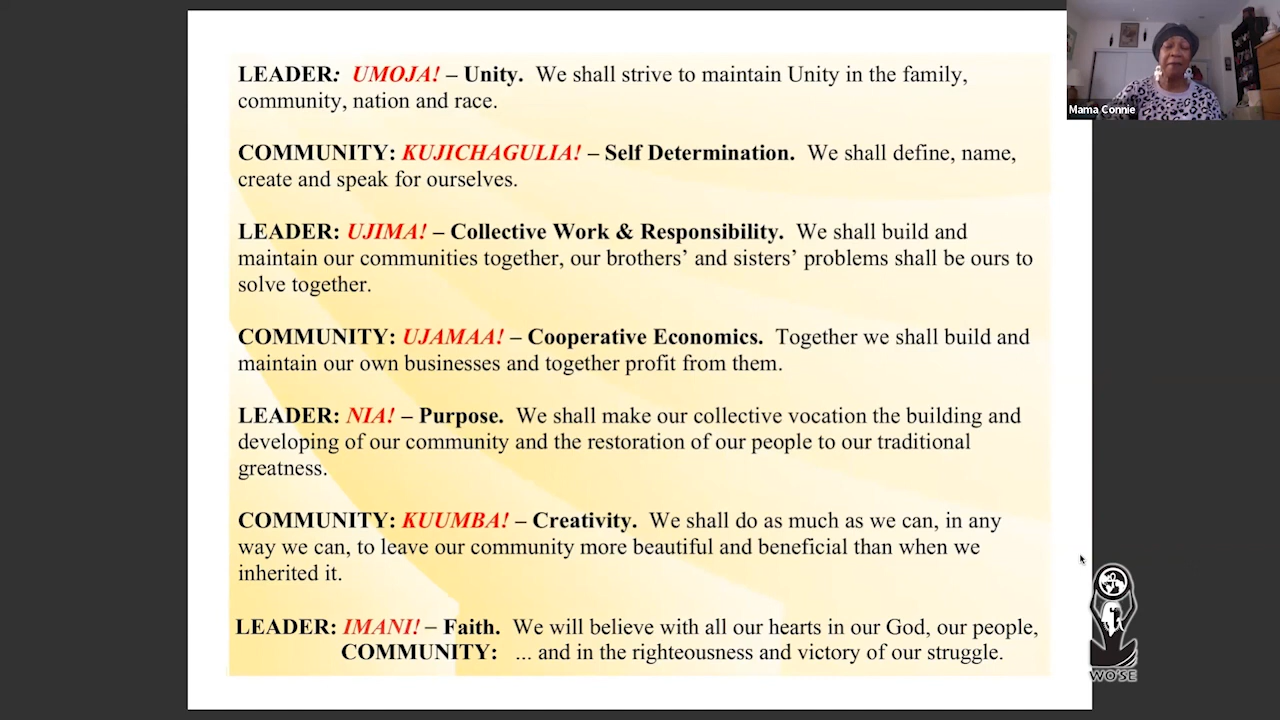 LEADER: UMOJA! – Unity. We shall strive to maintain Unity in the family,
community, nation and race.
COMMUNITY: KUJICHAGULIA! – Self Determination. We shall define, name,
create and speak for ourselves.
LEADER: UJIMA! – Collective Work & Responsibility. We shall build and
maintain our communities together, our brothers’ and sisters’ problems shall be ours to
solve together.
COMMUNITY: UJAMAA! – Cooperative Economics. Together we shall build and
maintain our own businesses and together profit from them.
LEADER: NIA! – Purpose. We shall make our collective vocation the building and
developing of our community and the restoration of our people to our traditional
greatness.
COMMUNITY: KUUMBA! – Creativity. We shall do as much as we can, in any
way we can, to leave our community more beautiful and beneficial than when we
inherited it.
LEADER: IMANI! – Faith. We will believe with all our hearts in our God, our people,
COMMUNITY: ... and in the righteousness and victory of our struggle.
Mama Connie
WO'SE